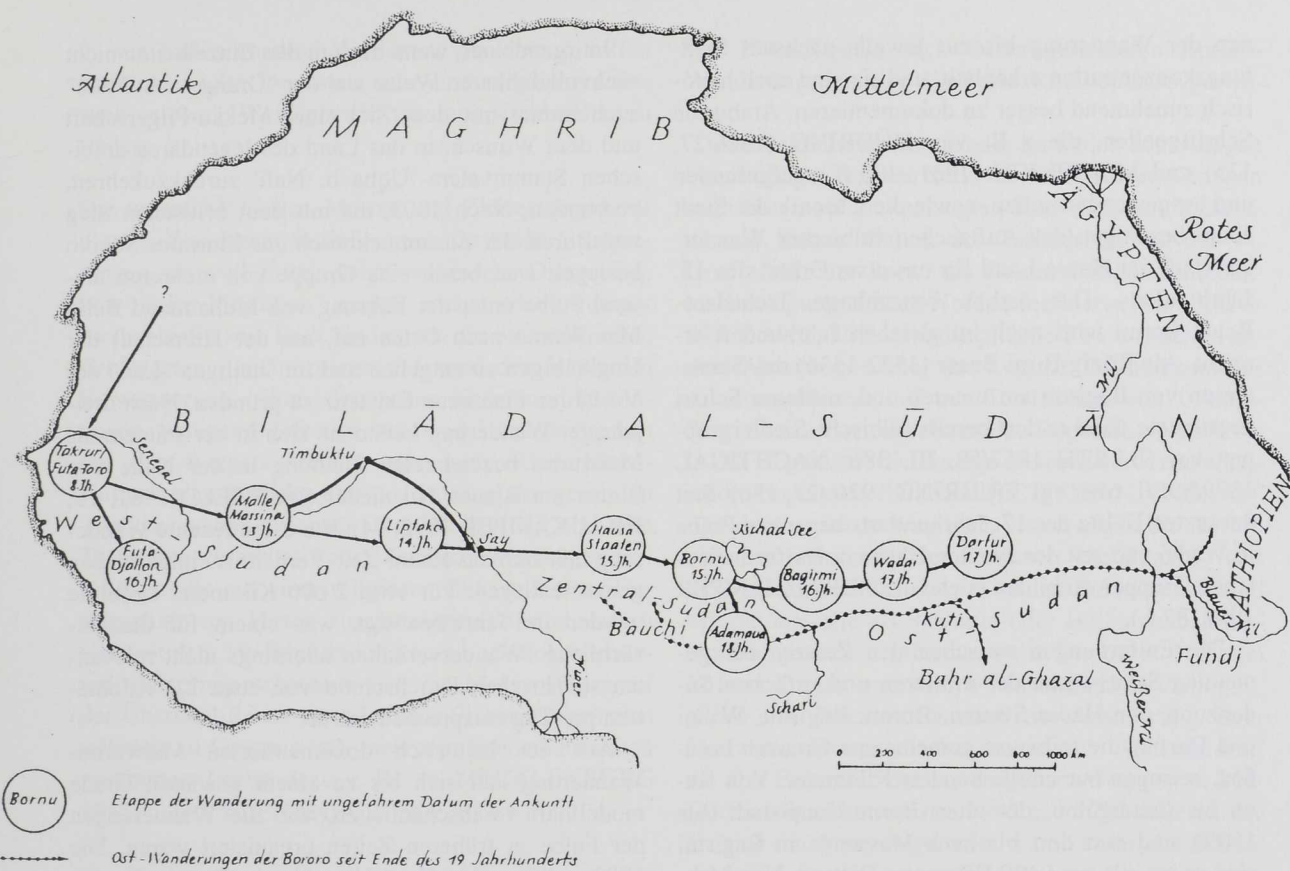 Atlantik
Mittelmeer
MAGHRIB
ÄGYPTEN
Rotes
Meer
Nil
?
BILĀD AL-SŪDĀN
Takrur/
Futa Toro
8.Jh.
Senegal
Timbuktu
Molle/
Massina
13.Jh.
Liptako
14.Jh.
Say
Hausa
Staaten
15.Jh.
Bornu
15.Jh.
Tschadsee
Bagirmi
16.Jh.
Wadai
17.Jh.
Darfur
17.Jh.
West-Sudan
Futa-
Djallon
16.Jh.
Zentral-
Sudan
Bauchi
Adamaua
18.Jh.
Ost-Sudan
Kuti
Bahr al-Ghazal
Schari
Niger
Blauer Nil
Weißer Nil
Fundj
ÄTHIOPIEN
200 400 600 800 1000 km
Bornu
Etappe der Wanderung mit ungefährem Datum der Ankunft
Ost-Wanderungen der Bororo seit Ende des 19 Jahrhunderts